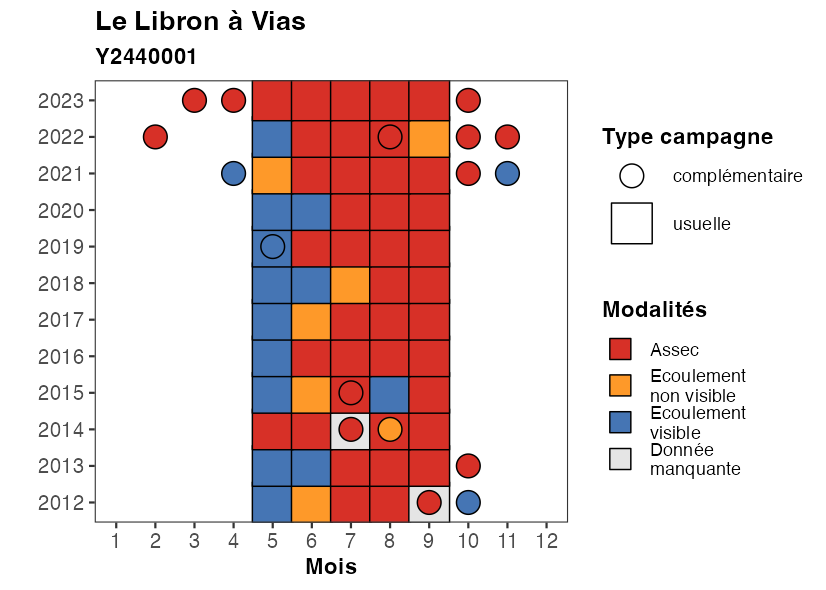 Le Libron à Vias
Y2440001
2023
2022
2021
2020
2019
2018
2017
2016
2015
2014
2013
2012
1 2 3 4 5 6 7 8 9 10 11 12
Mois
Type campagne
complémentaire
usuelle
Modalités
Assec
Ecoulement
non visible
Ecoulement
visible
Donnée
manquante